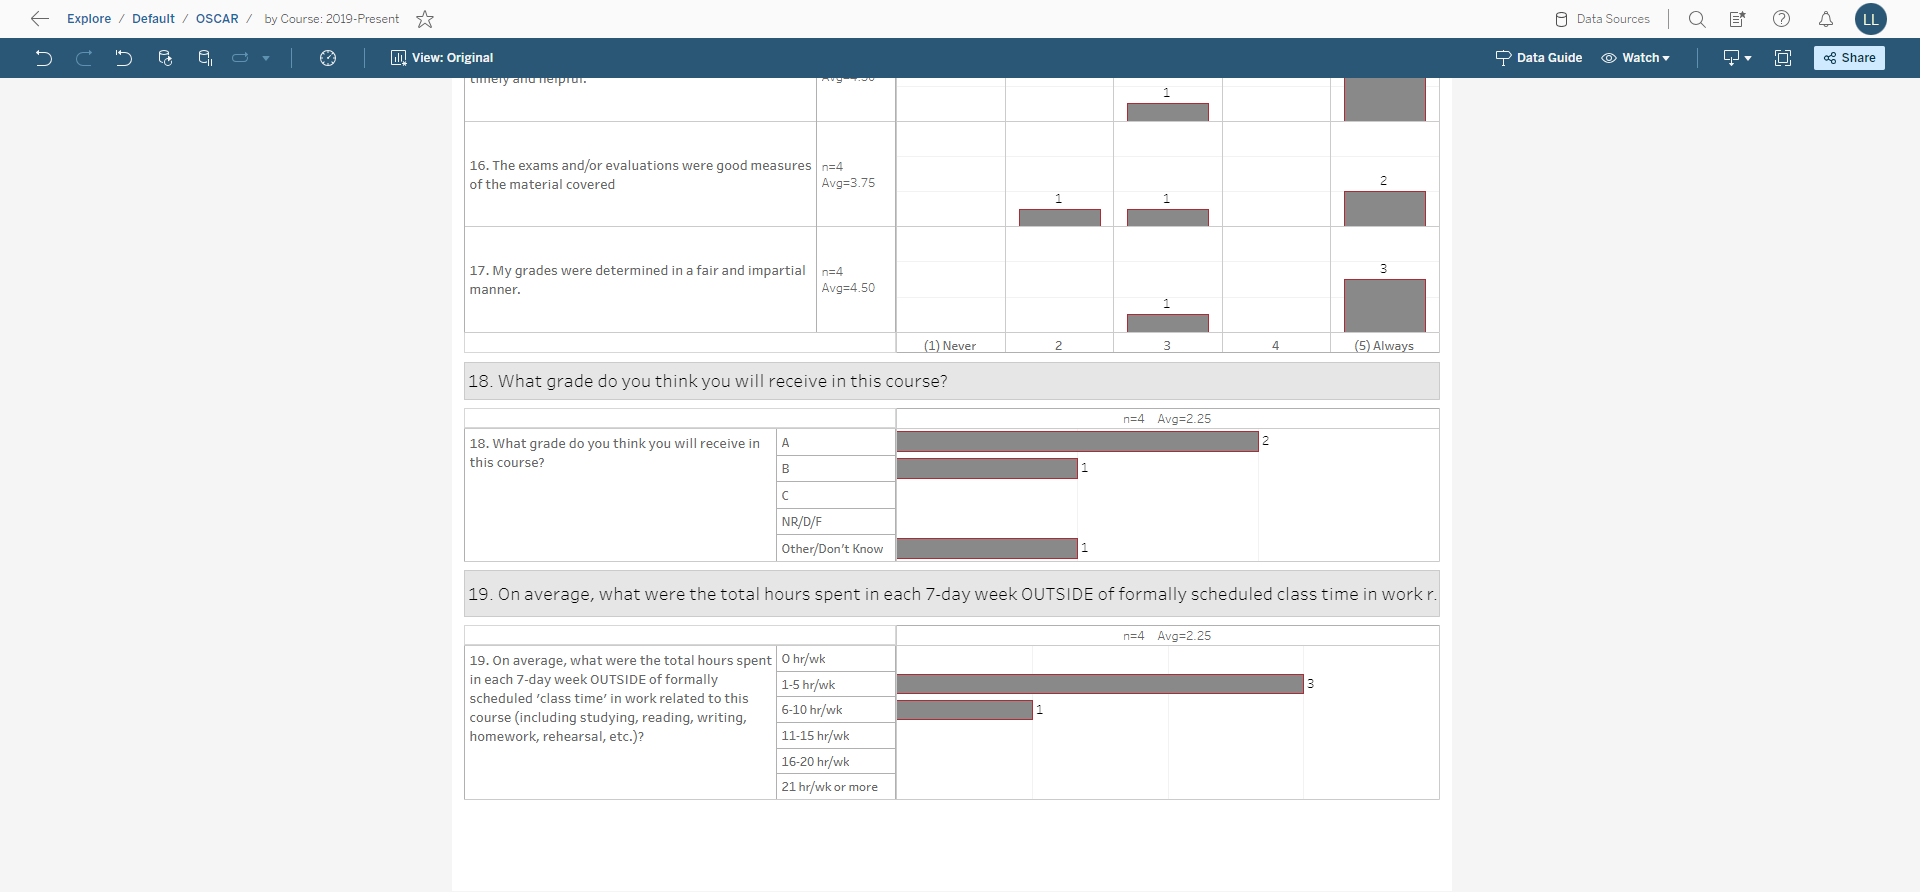 Explore / Default / OSCAR / by Course: 2019-Present
Data Sources
LL
View: Original
Data Guide
Watch
Share
timely and helpful.
Avg=4.50
1
16. The exams and/or evaluations were good measures
of the material covered
n=4
Avg=3.75
1
1
2
17. My grades were determined in a fair and impartial
manner.
n=4
Avg=4.50
1
3
(1) Never
2
3
4
(5) Always
18. What grade do you think you will receive in this course?
n=4 Avg=2.25
18. What grade do you think you will receive in
this course?
A
2
B
1
C
NR/D/F
Other/Don't Know
1
19. On average, what were the total hours spent in each 7-day week OUTSIDE of formally scheduled class time in work r.
n=4 Avg=2.25
19. On average, what were the total hours spent
in each 7-day week OUTSIDE of formally
scheduled 'class time' in work related to this
course (including studying, reading, writing,
homework, rehearsal, etc.)?
0 hr/wk
1-5 hr/wk
3
6-10 hr/wk
1
11-15 hr/wk
16-20 hr/wk
21 hr/wk or more